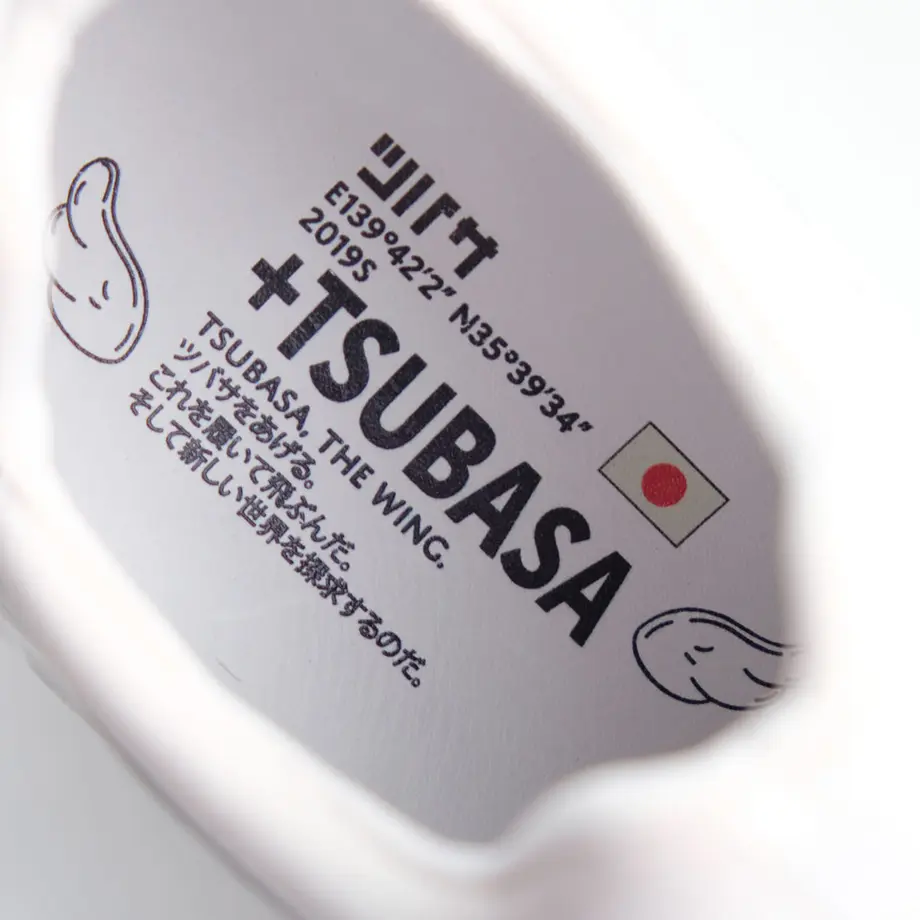 ツバサ
E139°42'2" N35°39'34"
2019S
+TSUBASA
TSUBASA, THE WING.
ツバサをあげる。
これを履いて飛ぶんだ。
そして新しい世界を探求するのだ。